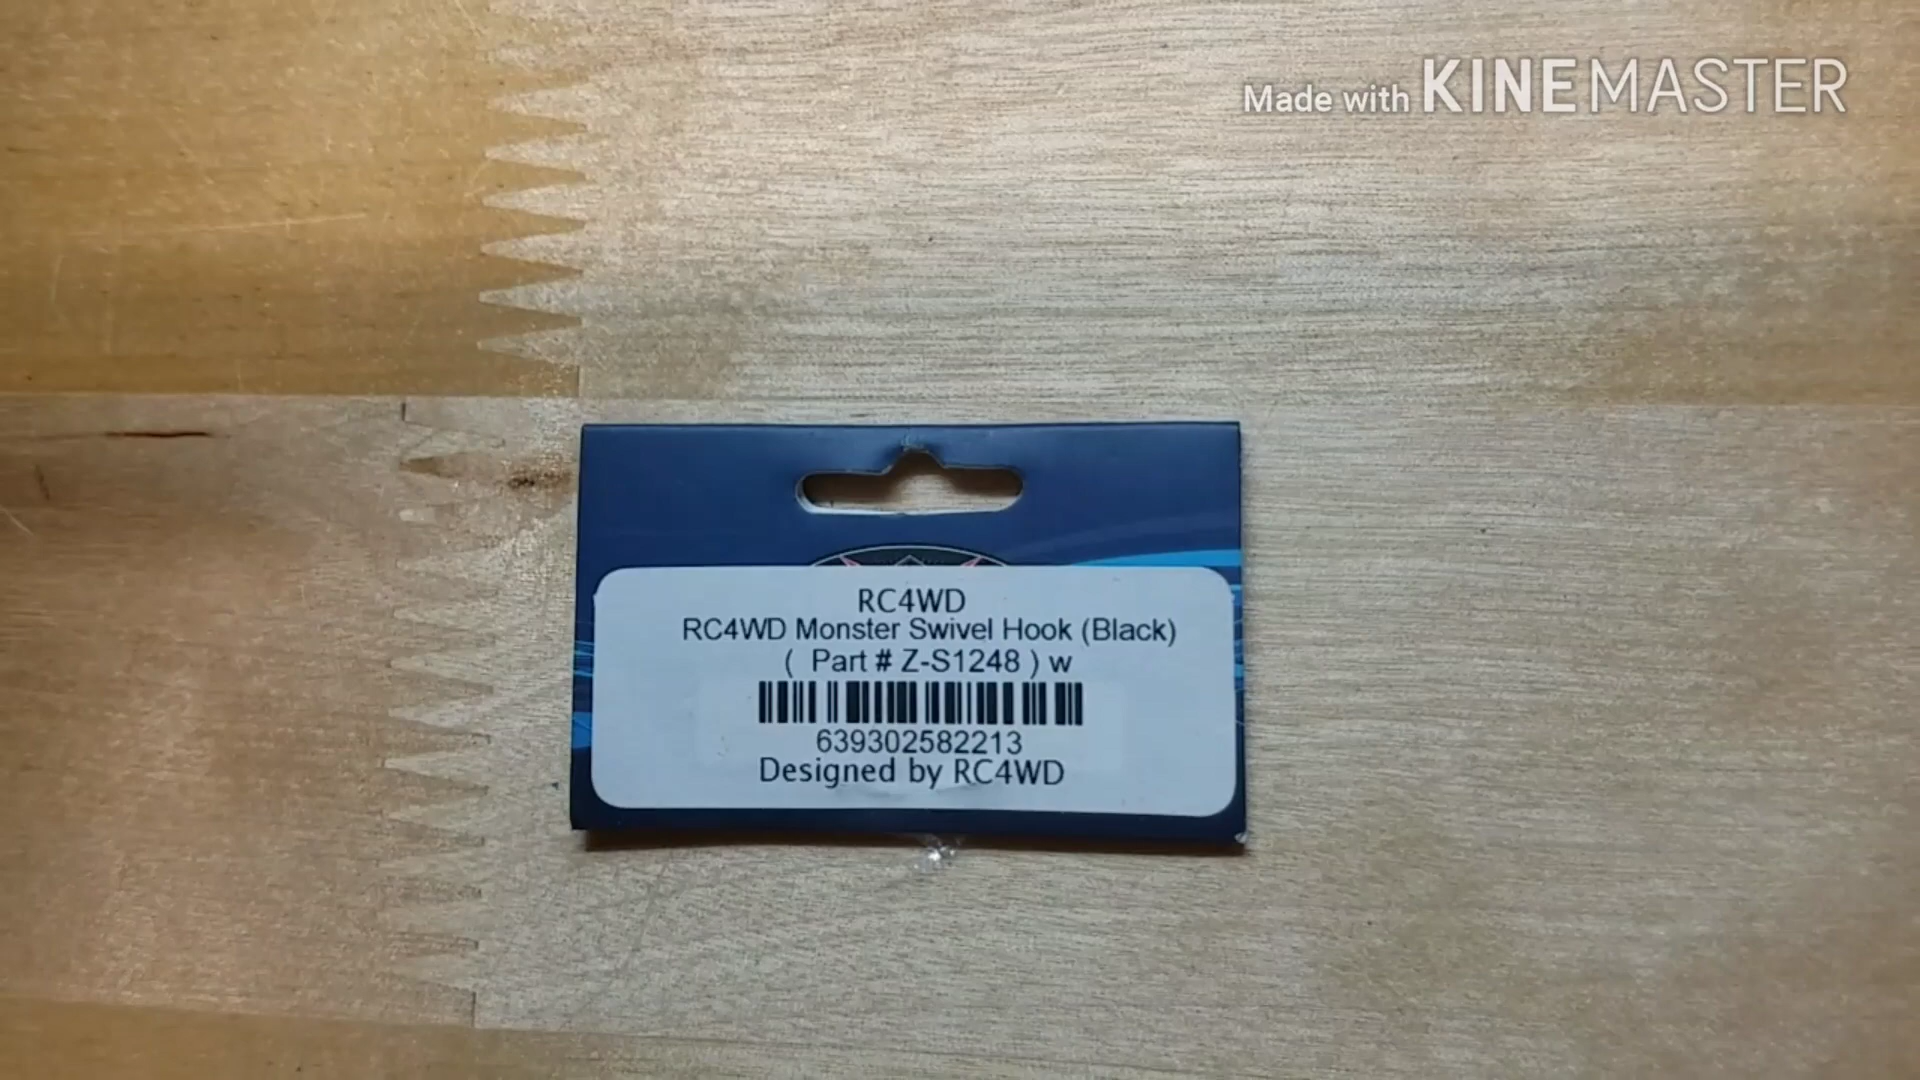 Made with KINEMASTER
RC4WD
RC4WD Monster Swivel Hook (Black)
( Part # Z-S1248 ) w
639302582213
Designed by RC4WD